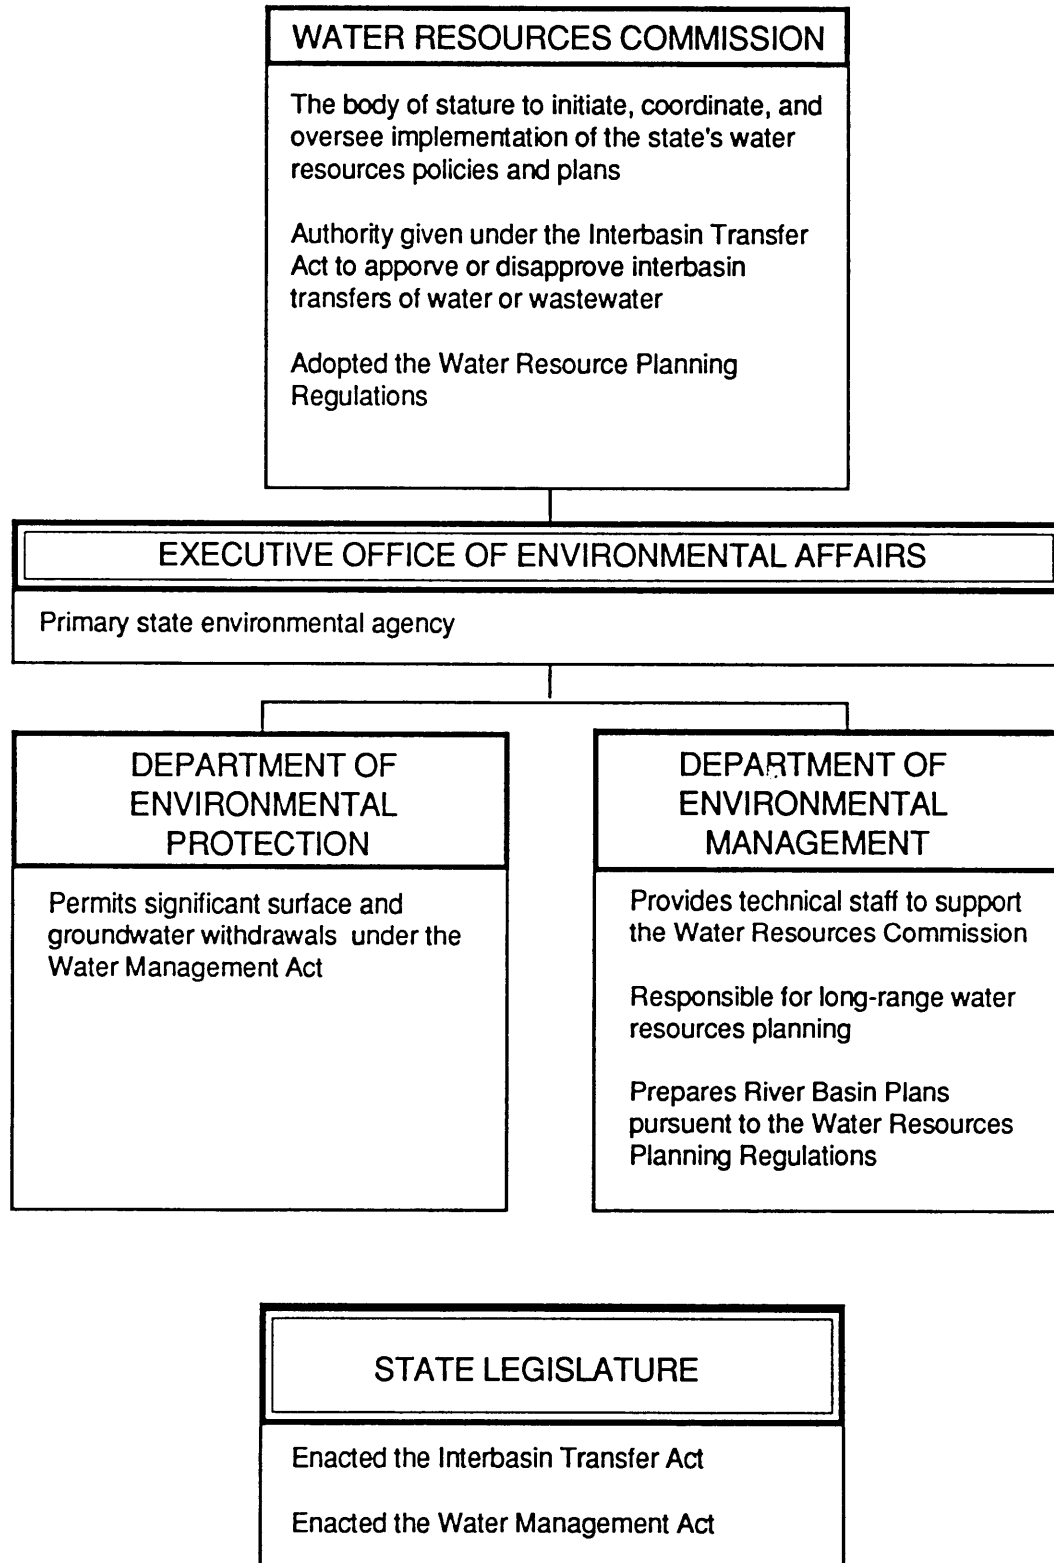 WATER RESOURCES COMMISSION
The body of stature to initiate, coordinate, and
oversee implementation of the state's water
resources policies and plans
Authority given under the Interbasin Transfer
Act to apporve or disapprove interbasin
transfers of water or wastewater
Adopted the Water Resource Planning
Regulations
EXECUTIVE OFFICE OF ENVIRONMENTAL AFFAIRS
Primary state environmental agency
DEPARTMENT OF
ENVIRONMENTAL
PROTECTION
Permits significant surface and
groundwater withdrawals under the
Water Management Act
DEPARTMENT OF
ENVIRONMENTAL
MANAGEMENT
Provides technical staff to support
the Water Resources Commission
Responsible for long-range water
resources planning
Prepares River Basin Plans
pursuent to the Water Resources
Planning Regulations
STATE LEGISLATURE
Enacted the Interbasin Transfer Act
Enacted the Water Management Act